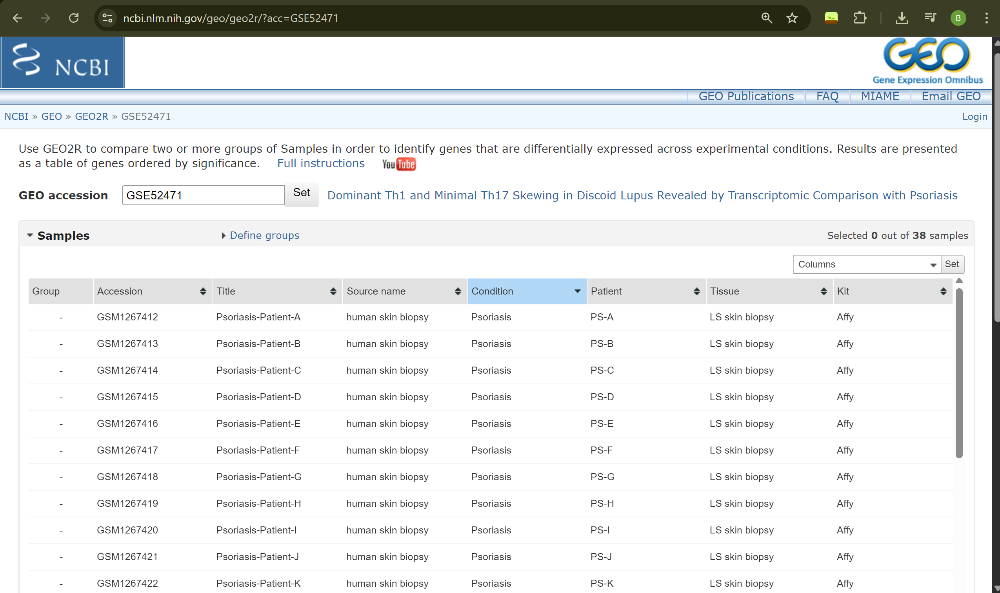 ncbi.nlm.nih.gov/geo/geo2r/?acc=GSE52471
B
NCBI
GEO
Gene Expression Omnibus
GEO Publications FAQ MIAME Email GEO
NCBI » GEO » GEO2R » GSE52471 Login
Use GEO2R to compare two or more groups of Samples in order to identify genes that are differentially expressed across experimental conditions. Results are presented
as a table of genes ordered by significance. Full instructions YouTube
GEO accession GSE52471 Set Dominant Th1 and Minimal Th17 Skewing in Discoid Lupus Revealed by Transcriptomic Comparison with Psoriasis
Samples Define groups Selected 0 out of 38 samples
Columns Set
Group Accession Title Source name Condition Patient Tissue Kit
- GSM1267412 Psoriasis-Patient-A human skin biopsy Psoriasis PS-A LS skin biopsy Affy
- GSM1267413 Psoriasis-Patient-B human skin biopsy Psoriasis PS-B LS skin biopsy Affy
- GSM1267414 Psoriasis-Patient-C human skin biopsy Psoriasis PS-C LS skin biopsy Affy
- GSM1267415 Psoriasis-Patient-D human skin biopsy Psoriasis PS-D LS skin biopsy Affy
- GSM1267416 Psoriasis-Patient-E human skin biopsy Psoriasis PS-E LS skin biopsy Affy
- GSM1267417 Psoriasis-Patient-F human skin biopsy Psoriasis PS-F LS skin biopsy Affy
- GSM1267418 Psoriasis-Patient-G human skin biopsy Psoriasis PS-G LS skin biopsy Affy
- GSM1267419 Psoriasis-Patient-H human skin biopsy Psoriasis PS-H LS skin biopsy Affy
- GSM1267420 Psoriasis-Patient-I human skin biopsy Psoriasis PS-I LS skin biopsy Affy
- GSM1267421 Psoriasis-Patient-J human skin biopsy Psoriasis PS-J LS skin biopsy Affy
- GSM1267422 Psoriasis-Patient-K human skin biopsy Psoriasis PS-K LS skin biopsy Affy